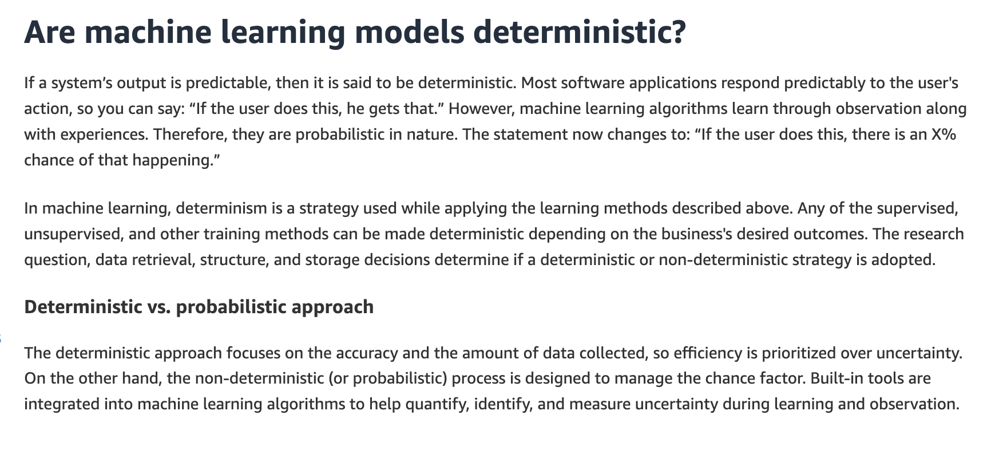 Are machine learning models deterministic?
If a system’s output is predictable, then it is said to be deterministic. Most software applications respond predictably to the user's
action, so you can say: “If the user does this, he gets that.” However, machine learning algorithms learn through observation along
with experiences. Therefore, they are probabilistic in nature. The statement now changes to: “If the user does this, there is an X%
chance of that happening.”
In machine learning, determinism is a strategy used while applying the learning methods described above. Any of the supervised,
unsupervised, and other training methods can be made deterministic depending on the business's desired outcomes. The research
question, data retrieval, structure, and storage decisions determine if a deterministic or non-deterministic strategy is adopted.
Deterministic vs. probabilistic approach
The deterministic approach focuses on the accuracy and the amount of data collected, so efficiency is prioritized over uncertainty.
On the other hand, the non-deterministic (or probabilistic) process is designed to manage the chance factor. Built-in tools are
integrated into machine learning algorithms to help quantify, identify, and measure uncertainty during learning and observation.